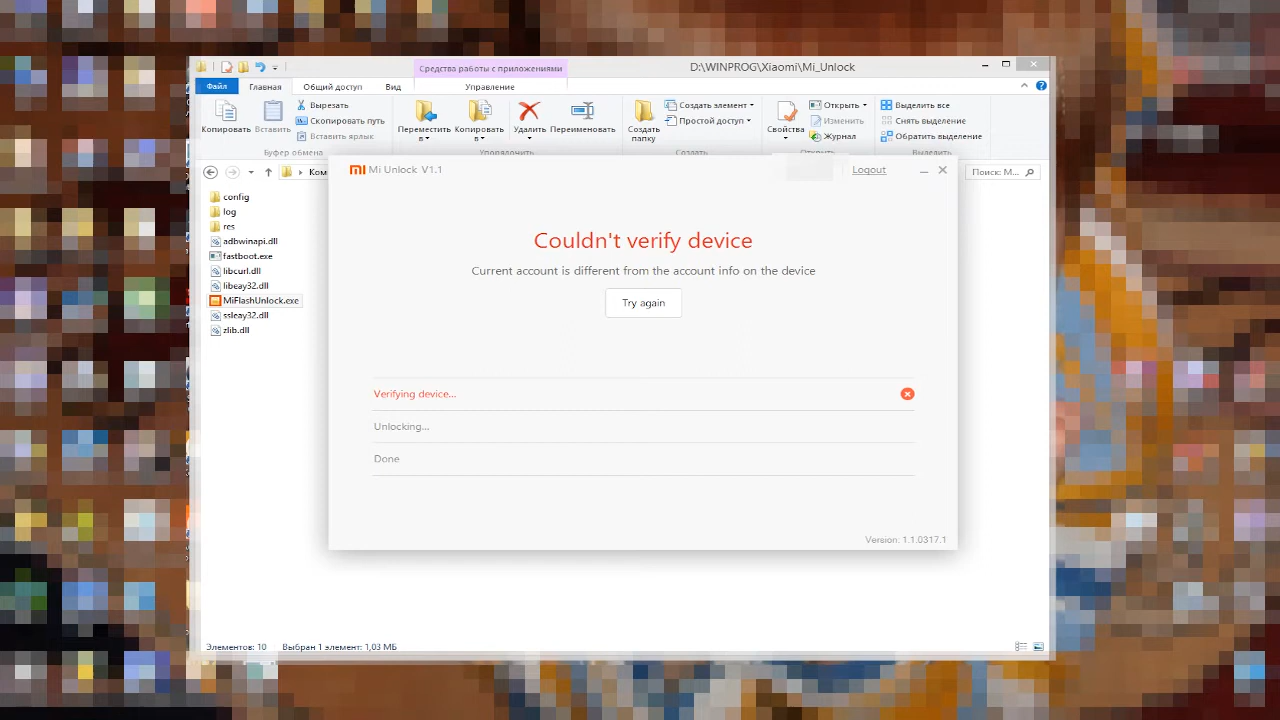 Средства работы с приложениями
D:\WINPROG\Xiaomi\Mi_Unlock
Файл Главная Общий доступ Вид Управление
Копировать
Вставить
Вырезать
Скопировать путь
Вставить ярлык
Буфер обмена
Переместить в
Копировать в
Удалить
Переименовать
Упорядочить
Создать папку
Создать элемент
Простой доступ
Создать
Свойства
Открыть
Изменить
Журнал
Открыть
Выделить все
Снять выделение
Обратить выделение
Выделить
Ком
Поиск: M...
config
log
res
adbwinapi.dll
fastboot.exe
libcurl.dll
libeay32.dll
MiFlashUnlock.exe
ssleay32.dll
zlib.dll
Mi Unlock V1.1
Logout
Couldn't verify device
Current account is different from the account info on the device
Try again
Verifying device...
Unlocking...
Done
Version: 1.1.0317.1
Элементов: 10 Выбран 1 элемент: 1,03 МБ